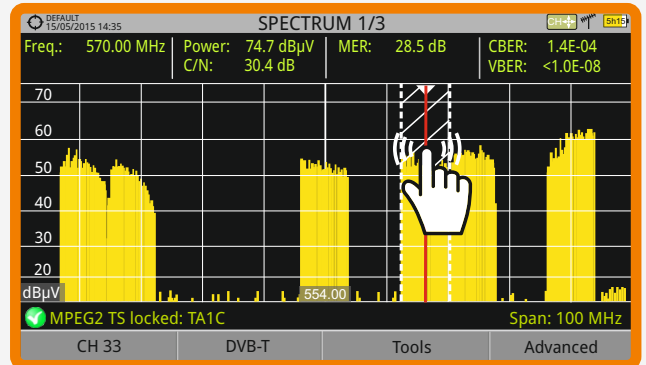 DEFAULT
15/05/2015 14:35
SPECTRUM 1/3
CH
5h15
Freq.: 570.00 MHz
Power: 74.7 dBµV
C/N: 30.4 dB
MER: 28.5 dB
CBER: 1.4E-04
VBER: <1.0E-08
70
60
50
40
30
20
dBµV
554.00
MPEG2 TS locked: TA1C
Span: 100 MHz
CH 33
DVB-T
Tools
Advanced